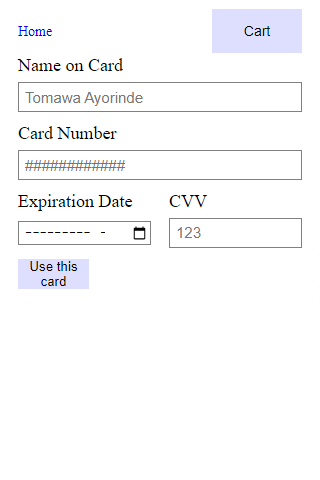 Home
Cart
Name on Card
Tomawa Ayorinde
Card Number
############
Expiration Date
CVV
--------- -
123
Use this
card